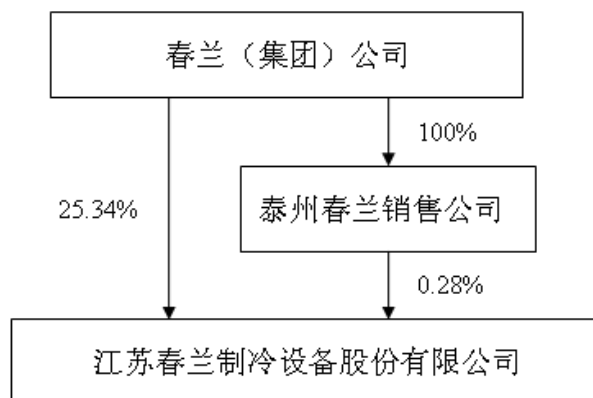 春兰（集团）公司
100%
25.34%
泰州春兰销售公司
0.28%
江苏春兰制冷设备股份有限公司